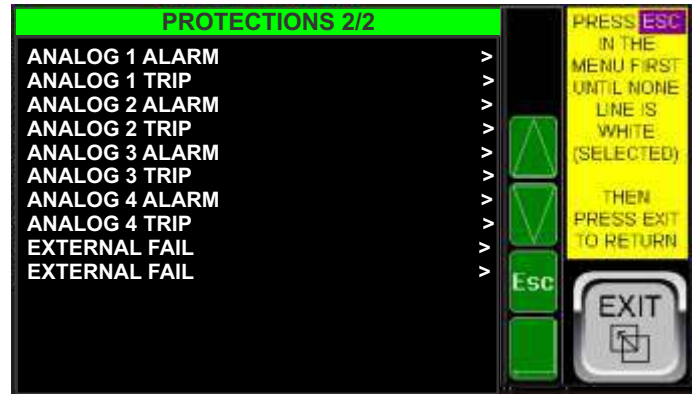 PROTECTIONS 2/2
ANALOG 1 ALARM >
ANALOG 1 TRIP >
ANALOG 2 ALARM >
ANALOG 2 TRIP >
ANALOG 3 ALARM >
ANALOG 3 TRIP >
ANALOG 4 ALARM >
ANALOG 4 TRIP >
EXTERNAL FAIL >
EXTERNAL FAIL >
Esc
PRESS ESC
IN THE
MENU FIRST
UNTIL NONE
LINE IS
WHITE
(SELECTED)
THEN
PRESS EXIT
TO RETURN
EXIT